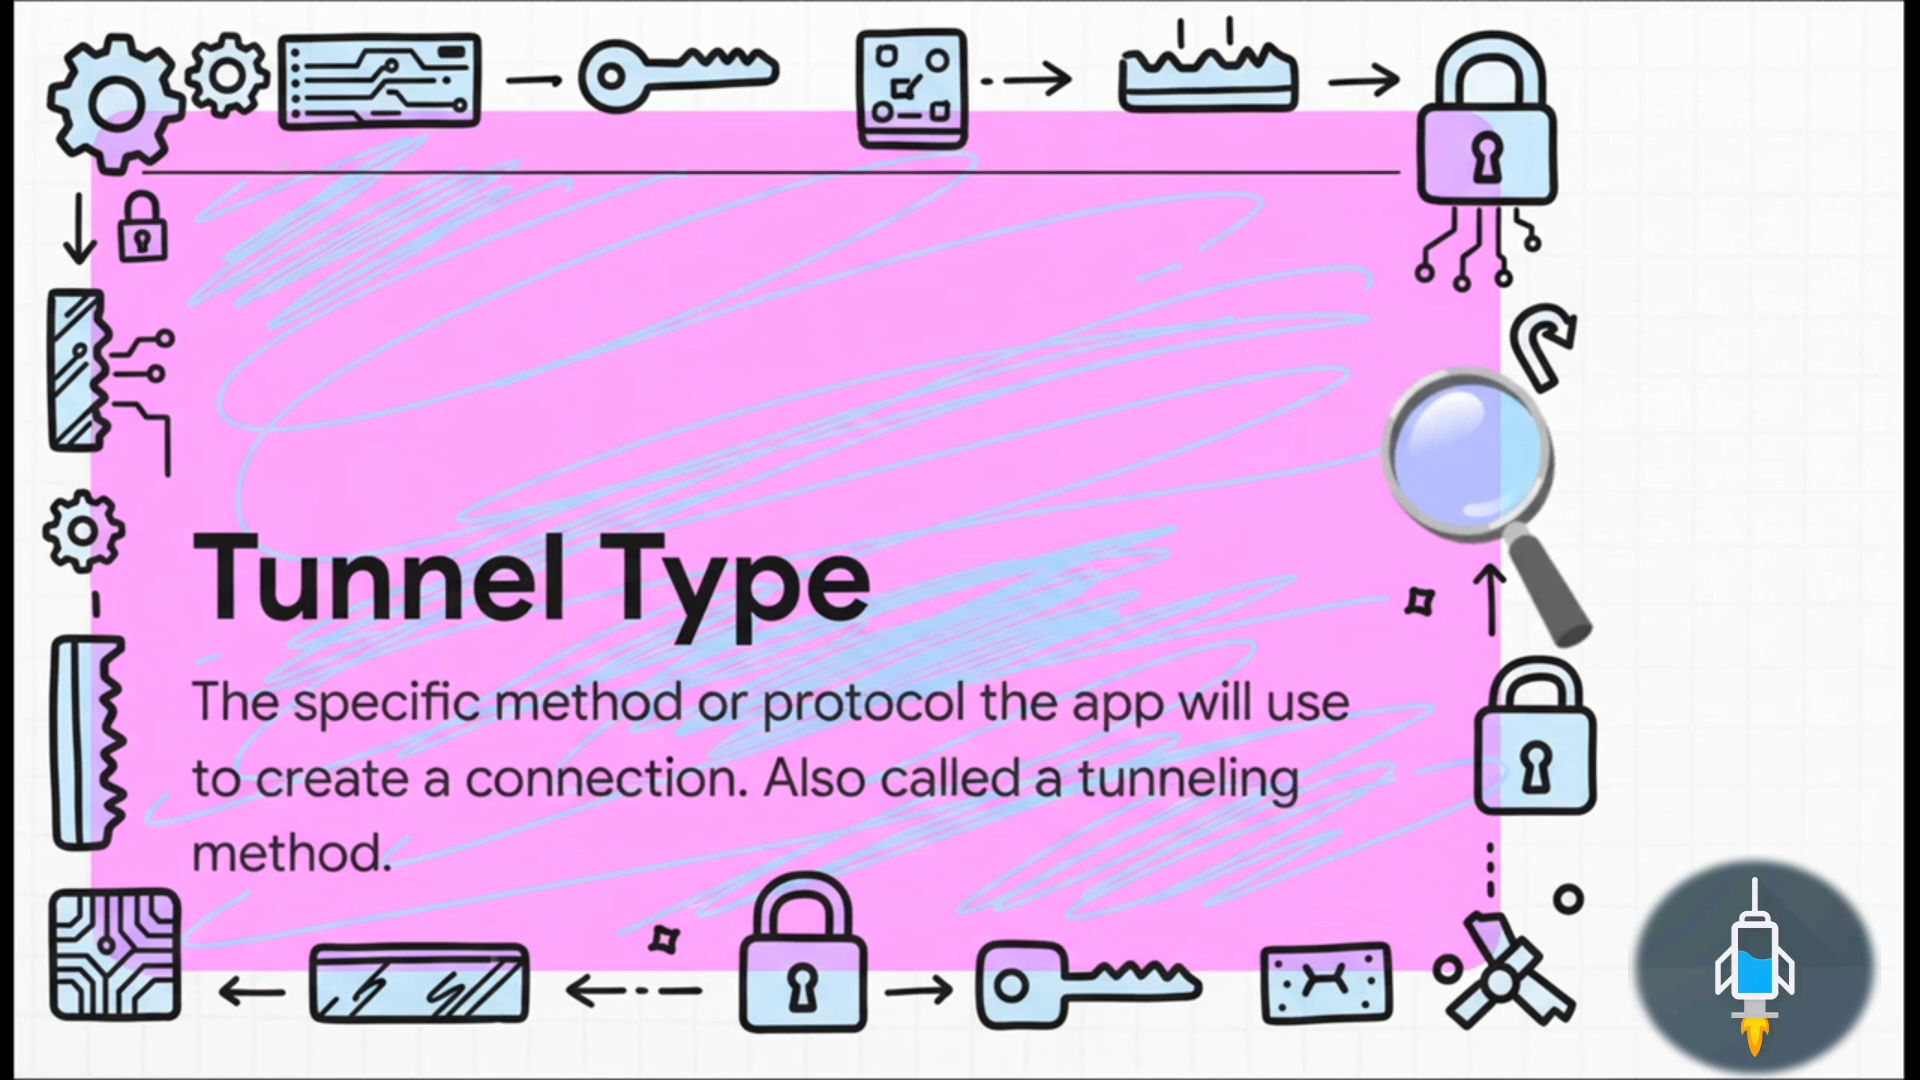 Tunnel Type
The specific method or protocol the app will use
to create a connection. Also called a tunneling
method.